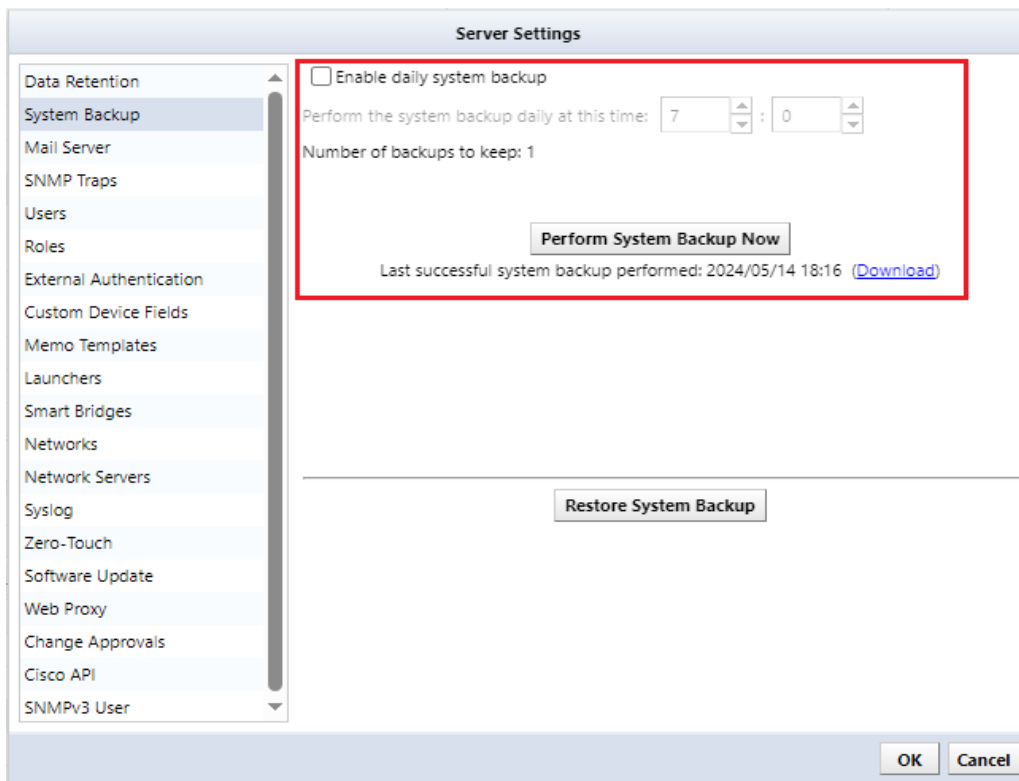 Server Settings
Data Retention
System Backup
Mail Server
SNMP Traps
Users
Roles
External Authentication
Custom Device Fields
Memo Templates
Launchers
Smart Bridges
Networks
Network Servers
Syslog
Zero-Touch
Software Update
Web Proxy
Change Approvals
Cisco API
SNMPv3 User
Enable daily system backup
Perform the system backup daily at this time: 7 : 0
Number of backups to keep: 1
Perform System Backup Now
Last successful system backup performed: 2024/05/14 18:16 (Download)
Restore System Backup
OK Cancel